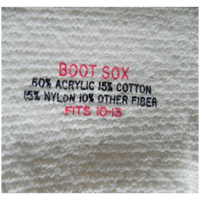 BOOT SOX
60% ACRYLIC 15% COTTON
15% NYLON 10% OTHER FIBER
FITS 10-13